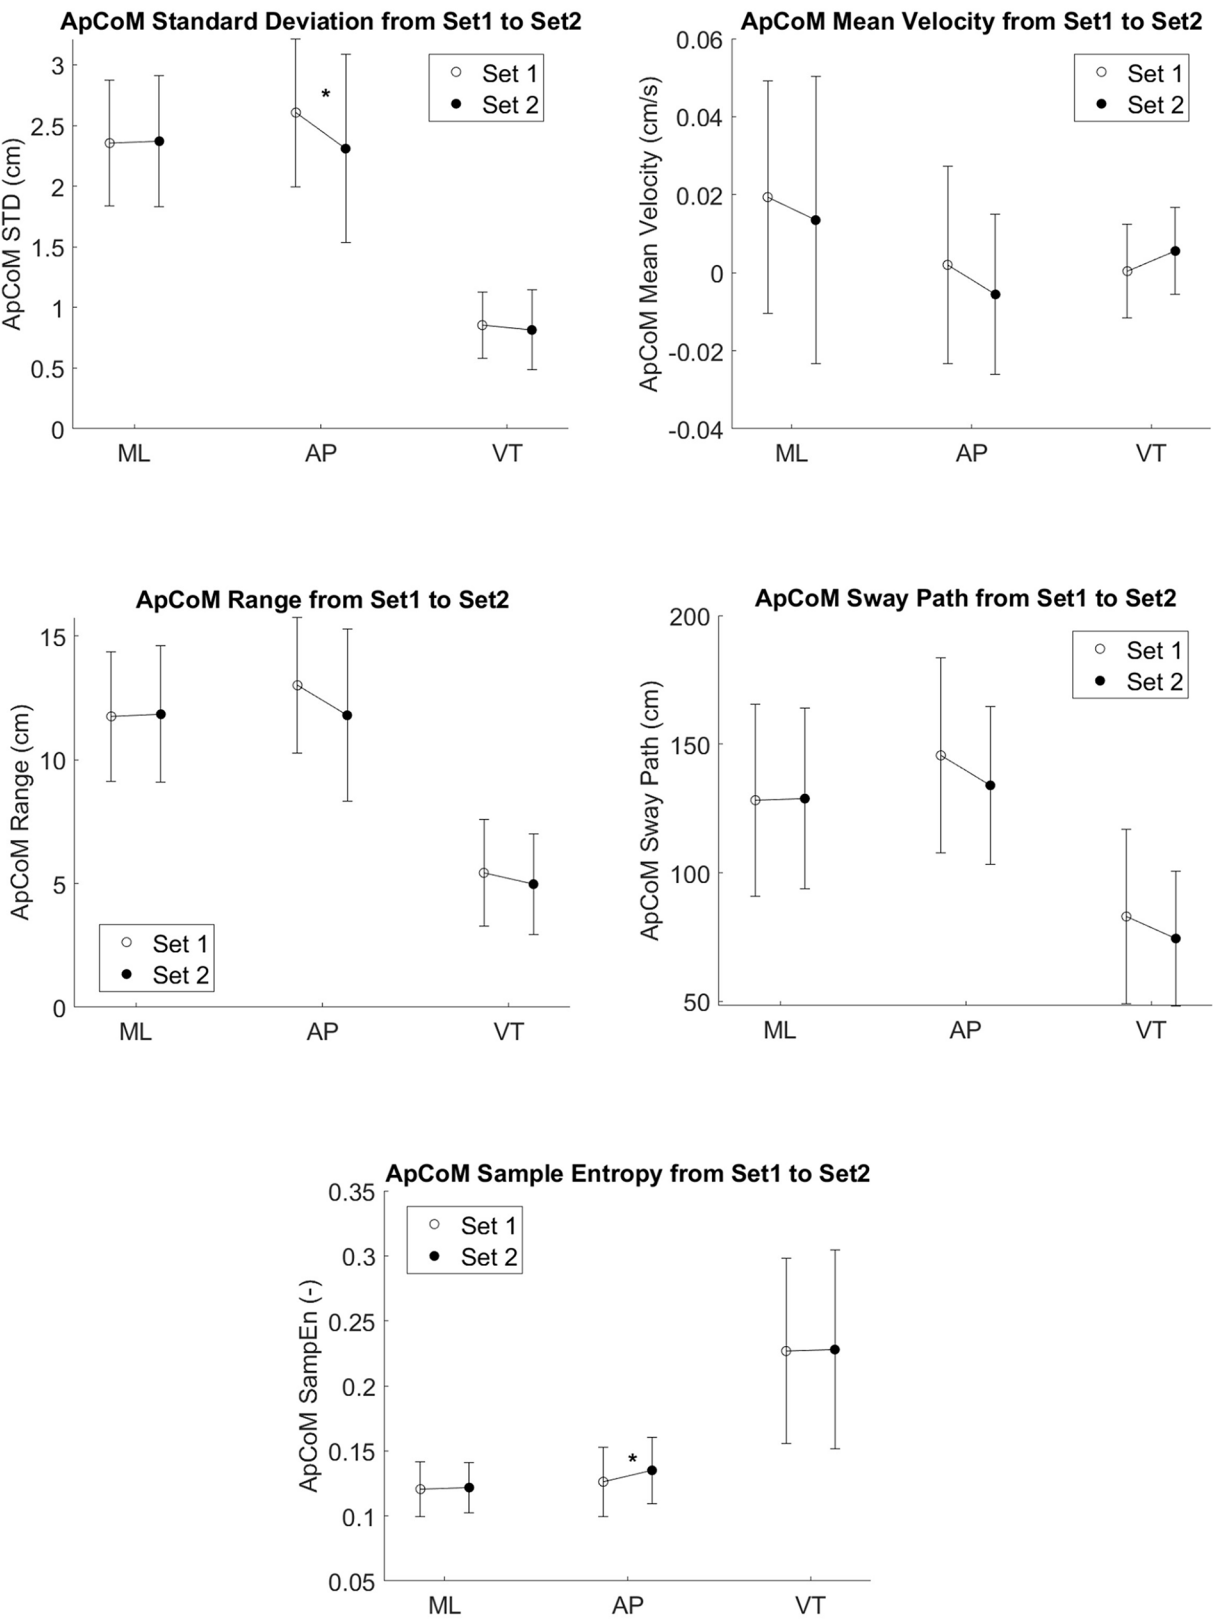 ApCoM Standard Deviation from Set1 to Set2
ApCoM STD (cm)
3
2.5
2
1.5
1
0.5
0
ML AP VT
*
Set 1
Set 2
ApCoM Mean Velocity from Set1 to Set2
ApCoM Mean Velocity (cm/s)
0.06
0.04
0.02
0
-0.02
-0.04
ML AP VT
Set 1
Set 2
ApCoM Range from Set1 to Set2
ApCoM Range (cm)
15
10
5
0
ML AP VT
Set 1
Set 2
ApCoM Sway Path from Set1 to Set2
ApCoM Sway Path (cm)
200
150
100
50
ML AP VT
Set 1
Set 2
ApCoM Sample Entropy from Set1 to Set2
ApCoM SampEn (-)
0.35
0.3
0.25
0.2
0.15
0.1
0.05
ML AP VT
*
Set 1
Set 2